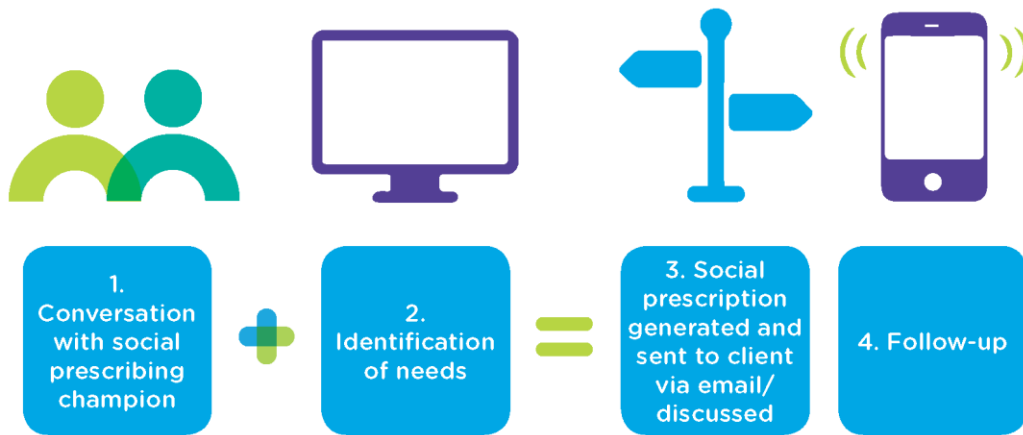 1.
Conversation
with social
prescribing
champion
2.
Identification
of needs
3. Social
prescription
generated and
sent to client
via email/
discussed
4. Follow-up